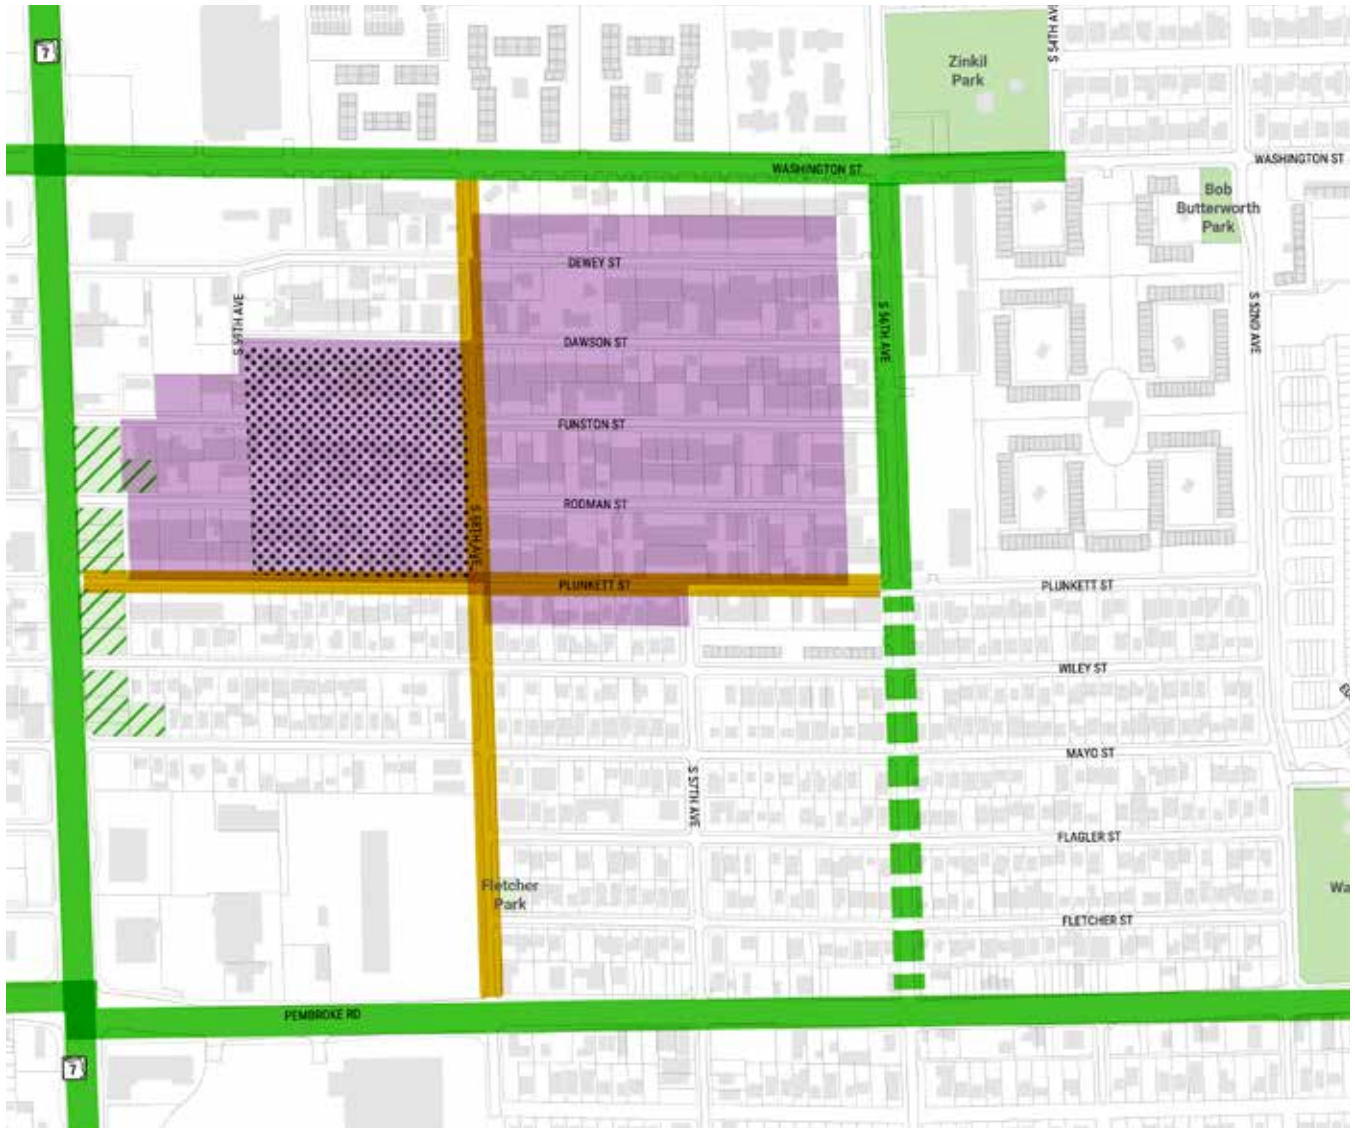 S 54TH AVE
7
Zinkil
Park
WASHINGTON ST
WASHINGTON ST
Bob
Butterworth
Park
DEWEY ST
S 59TH AVE
S 56TH AVE
S 52ND AVE
DAWSON ST
FUNSTON ST
RODMAN ST
S 58TH AVE
PLUNKETT ST
PLUNKETT ST
WILEY ST
MAYO ST
S 57TH AVE
FLAGLER ST
Fletcher
Park
Wa
FLETCHER ST
PEMBROKE RD
7